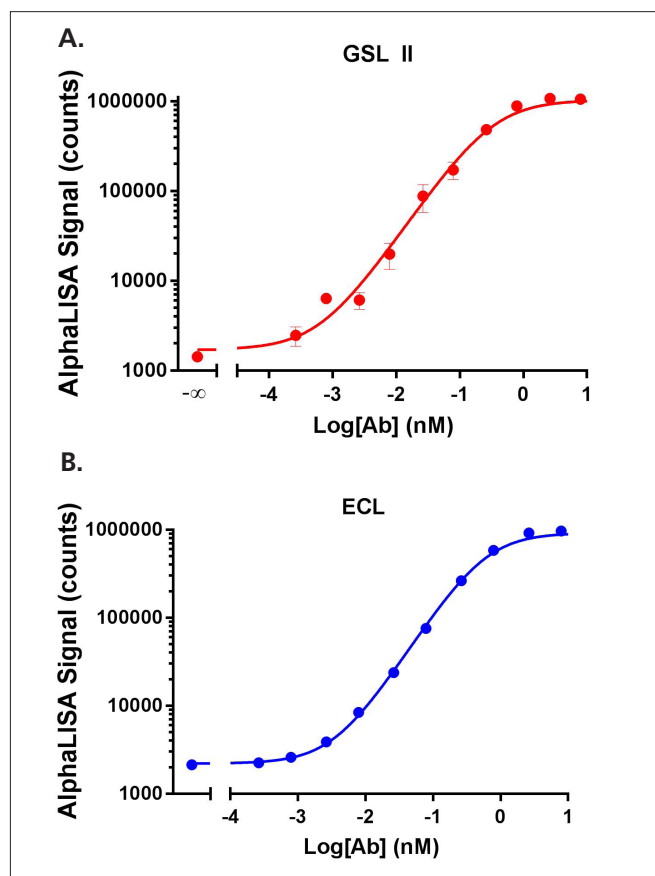 A.
GSL II
AlphaLISA Signal (counts)
1000000
100000
10000
1000
-∞
-4
-3
-2
-1
0
1
Log[Ab] (nM)
B.
ECL
AlphaLISA Signal (counts)
1000000
100000
10000
1000
-4
-3
-2
-1
0
1
Log[Ab] (nM)